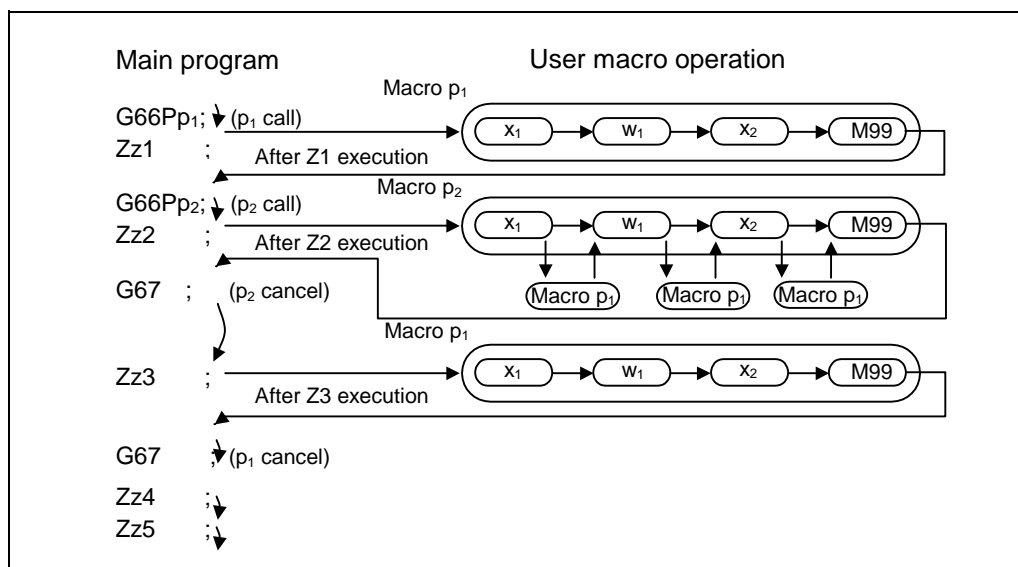 Main program
User macro operation
Macro p₁
G66Pp₁; (p₁ call)
x₁ w₁ x₂ M99
Zz1 ;
After Z1 execution
Macro p₂
G66Pp₂; (p₂ call)
x₁ w₁ x₂ M99
Zz2 ;
After Z2 execution
G67 ; (p₂ cancel)
Macro p₁ Macro p₁ Macro p₁
Macro p₁
Zz3 ;
x₁ w₁ x₂ M99
After Z3 execution
G67 ; (p₁ cancel)
Zz4 ;
Zz5 ;